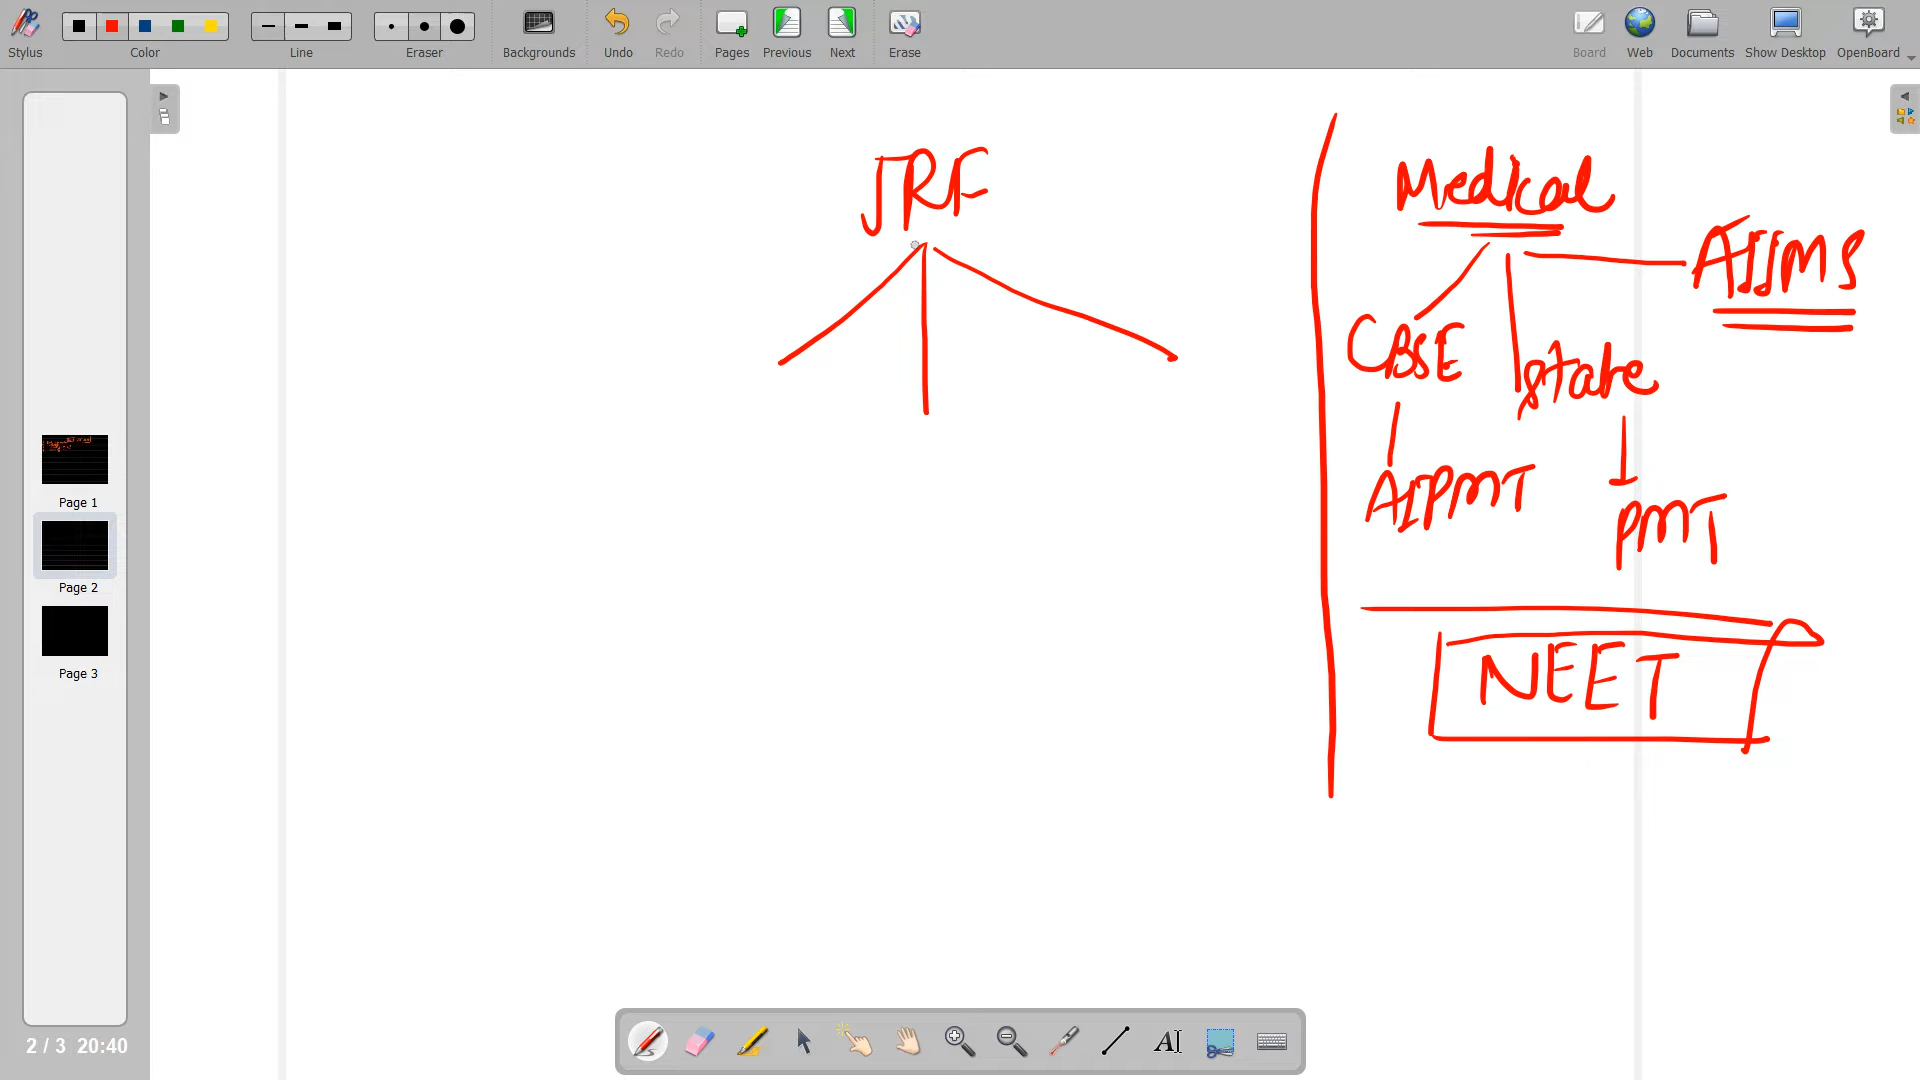 Stylus
Color
Line
Eraser
Backgrounds
Undo
Redo
Pages
Previous
Next
Erase
Board
Web
Documents
Show Desktop
OpenBoard
JRF
Medical
AIIMS
CBSE
state
AIPMT
PMT
NEET
Page 1
Page 2
Page 3
2 / 3 20:40